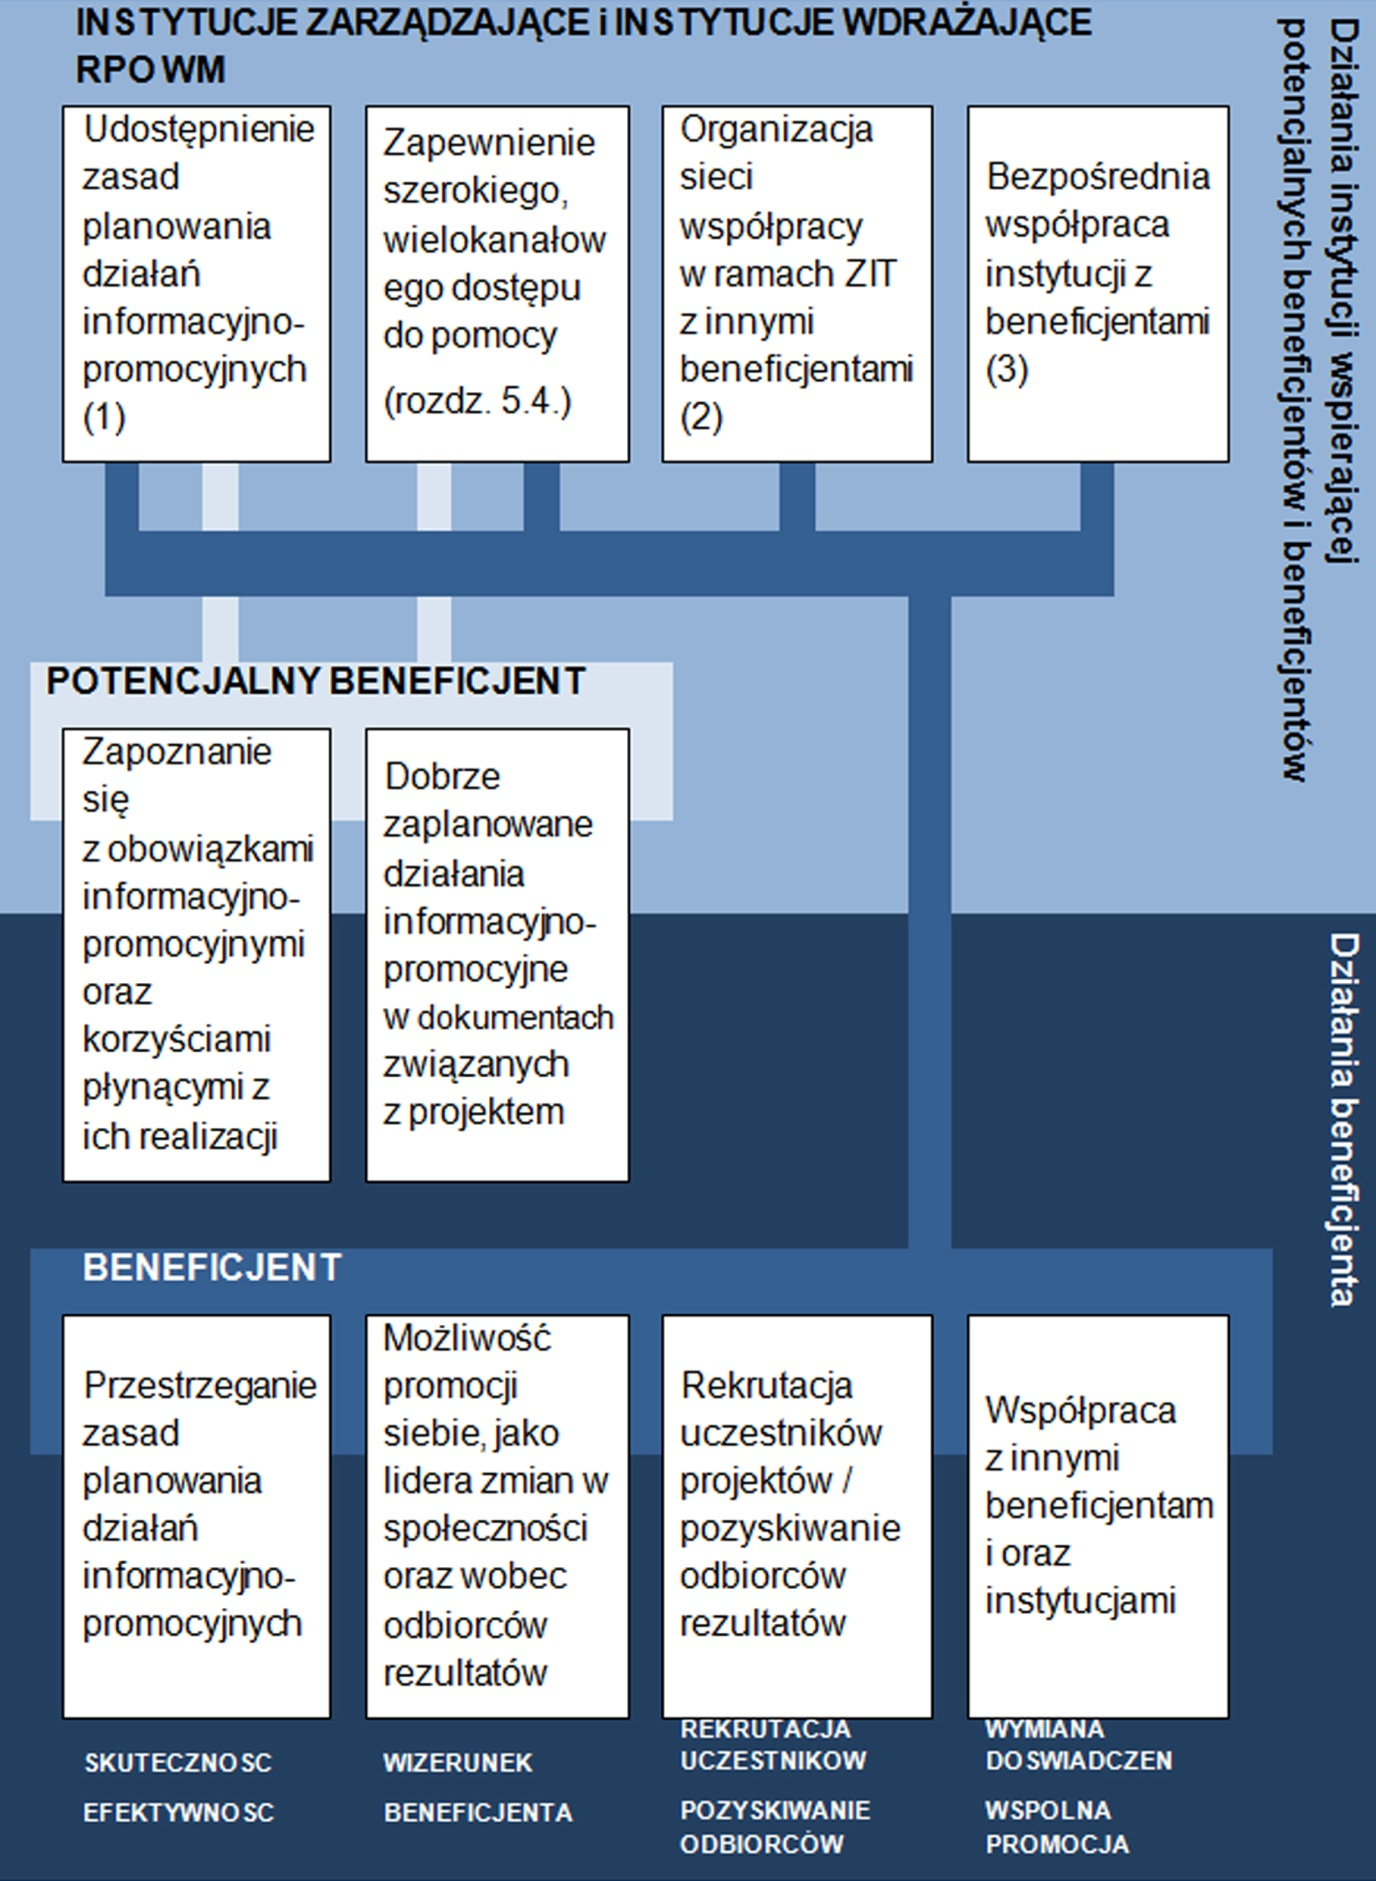 INSTYTUCJE ZARZĄDZAJĄCE i INSTYTUCJE WDRAŻAJĄCE
RPO WM
Udostępnienie
zasad
planowania
działań
informacyjno-
promocyjnych
(1)
Zapewnienie
szerokiego,
wielokanałow
ego dostępu
do pomocy
(rozdz. 5.4.)
Organizacja
sieci
współpracy
w ramach ZIT
z innymi
beneficjentami
(2)
Bezpośrednia
współpraca
instytucji z
beneficjentami
(3)
Działania instytucji wspierającej
potencjalnych beneficjentów i beneficjentów
POTENCJALNY BENEFICJENT
Zapoznanie
się
z obowiązkami
informacyjno-
promocyjnymi
oraz
korzyściami
płynącymi z
ich realizacji
Dobrze
zaplanowane
działania
informacyjno-
promocyjne
w dokumentach
związanych
z projektem
Działania beneficjenta
BENEFICJENT
Przestrzeganie
zasad
planowania
działań
informacyjno-
promocyjnych
Możliwość
promocji
siebie, jako
lidera zmian w
społeczności
oraz wobec
odbiorców
rezultatów
Rekrutacja
uczestników
projektów /
pozyskiwanie
odbiorców
rezultatów
Współpraca
z innymi
beneficjentam
i oraz
instytucjami
SKUTECZNOSC
EFEKTYWNOSC
WIZERUNEK
BENEFICJENTA
REKRUTACJA
UCZESTNIKOW
POZYSKIWANIE
ODBIORCÓW
WYMIANA
DOSWIADCZEN
WSPOLNA
PROMOCJA